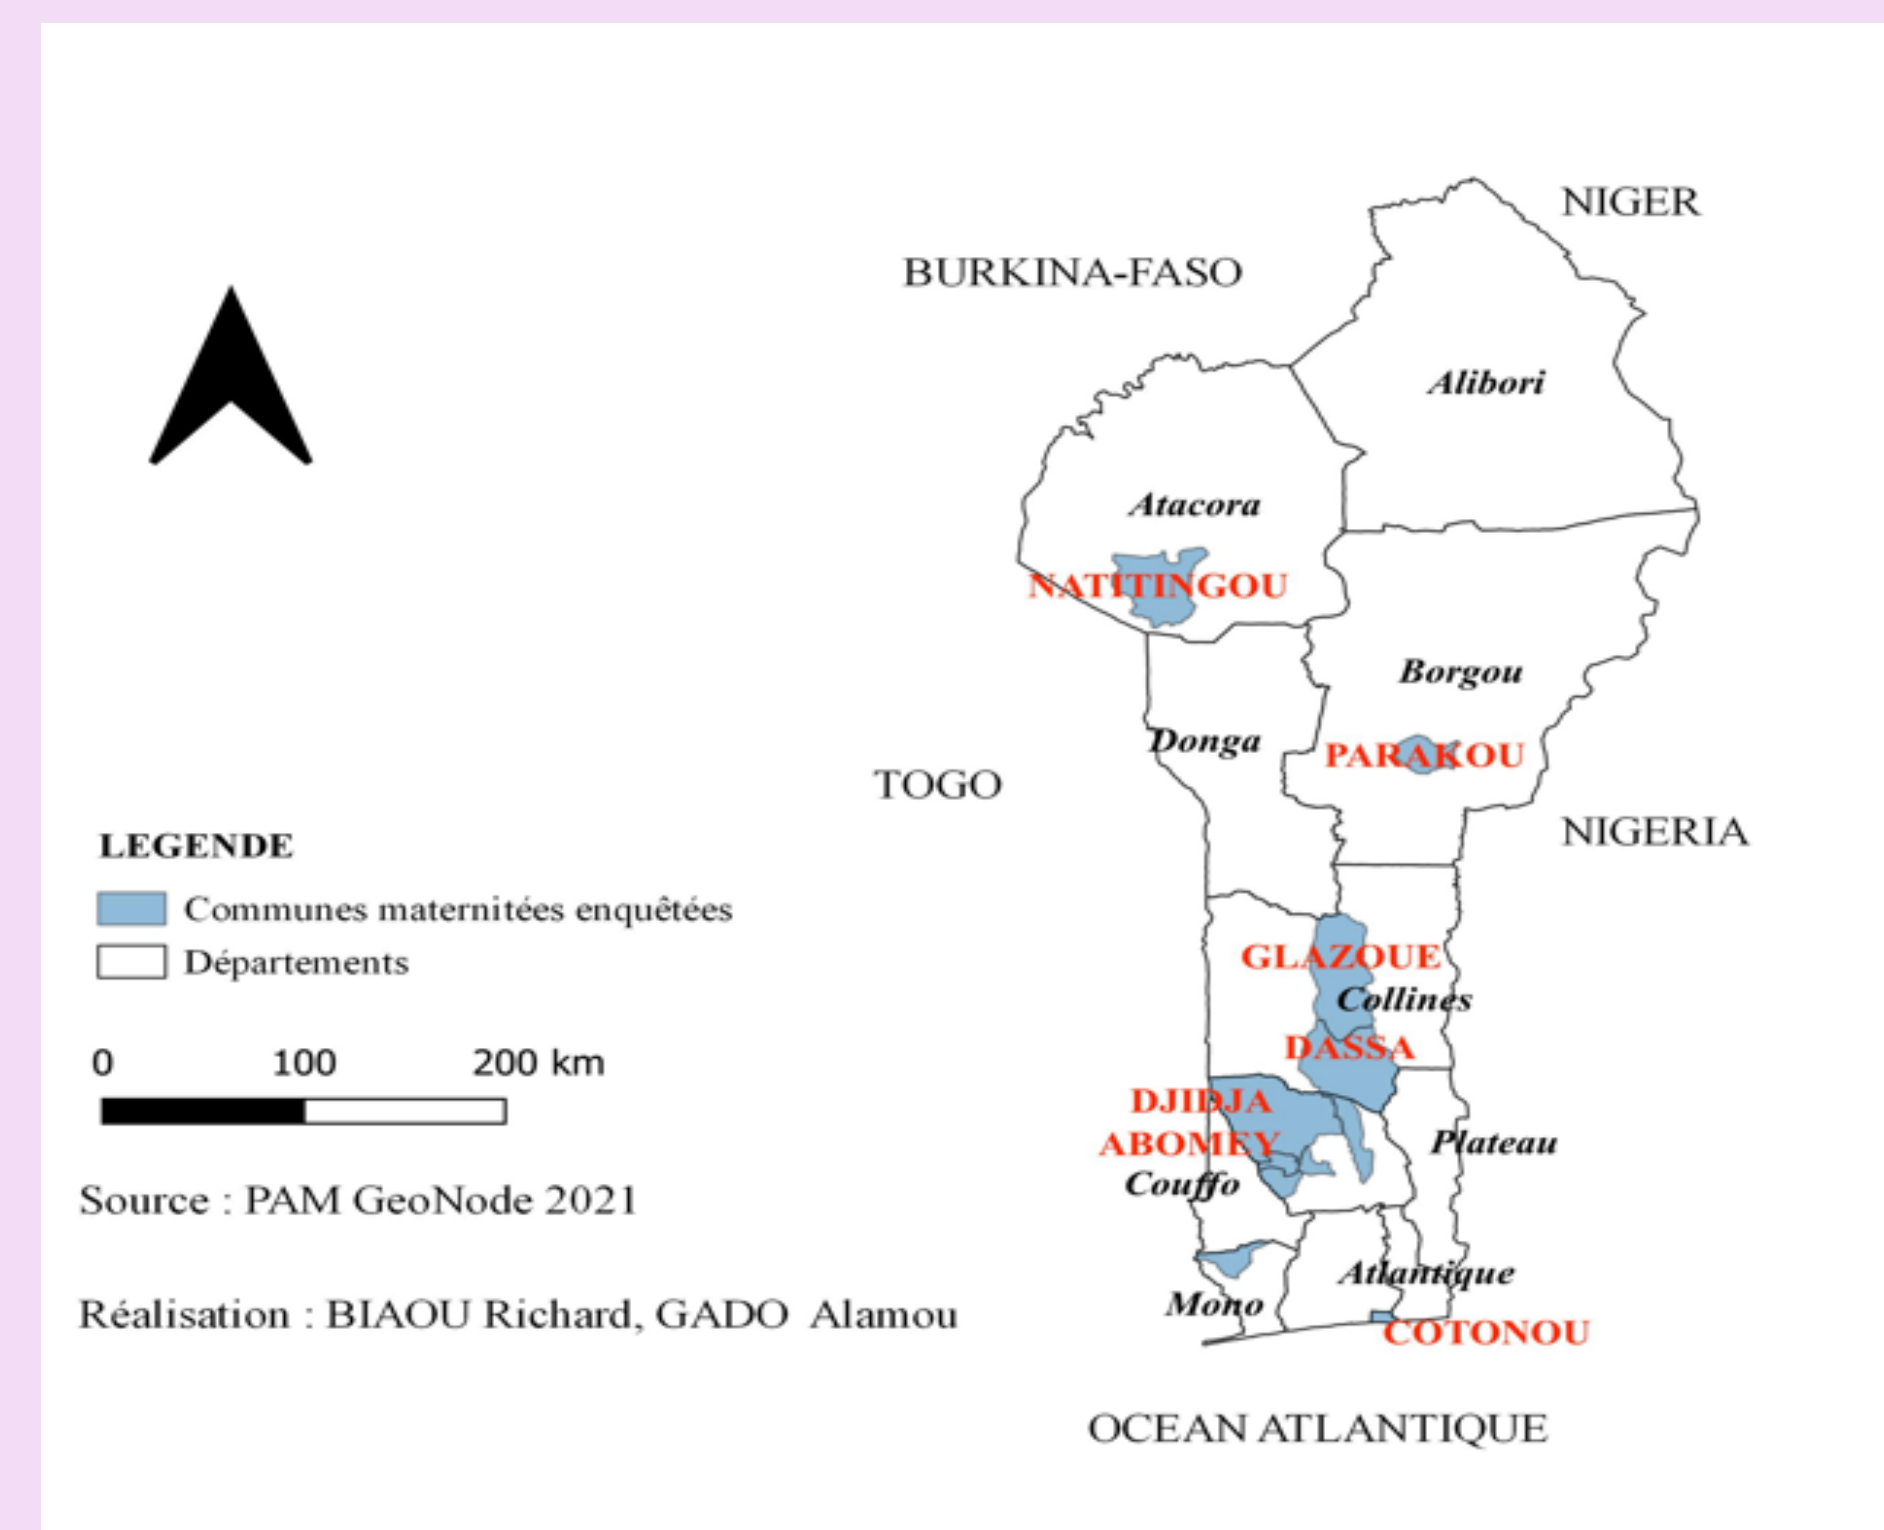 NIGER
BURKINA-FASO
Alibori
Atacora
NATITINGOU
Borgou
Donga
PARAKOU
TOGO
NIGERIA
LEGENDE
Communes maternitées enquêtées
Départements
GLAZOUE
Collines
0 100 200 km
DASSA
DJIDJA
ABOMEY
Plateau
Couffo
Source : PAM GeoNode 2021
Atlantique
Mono
Réalisation : BIAOU Richard, GADO Alamou
COTONOU
OCEAN ATLANTIQUE